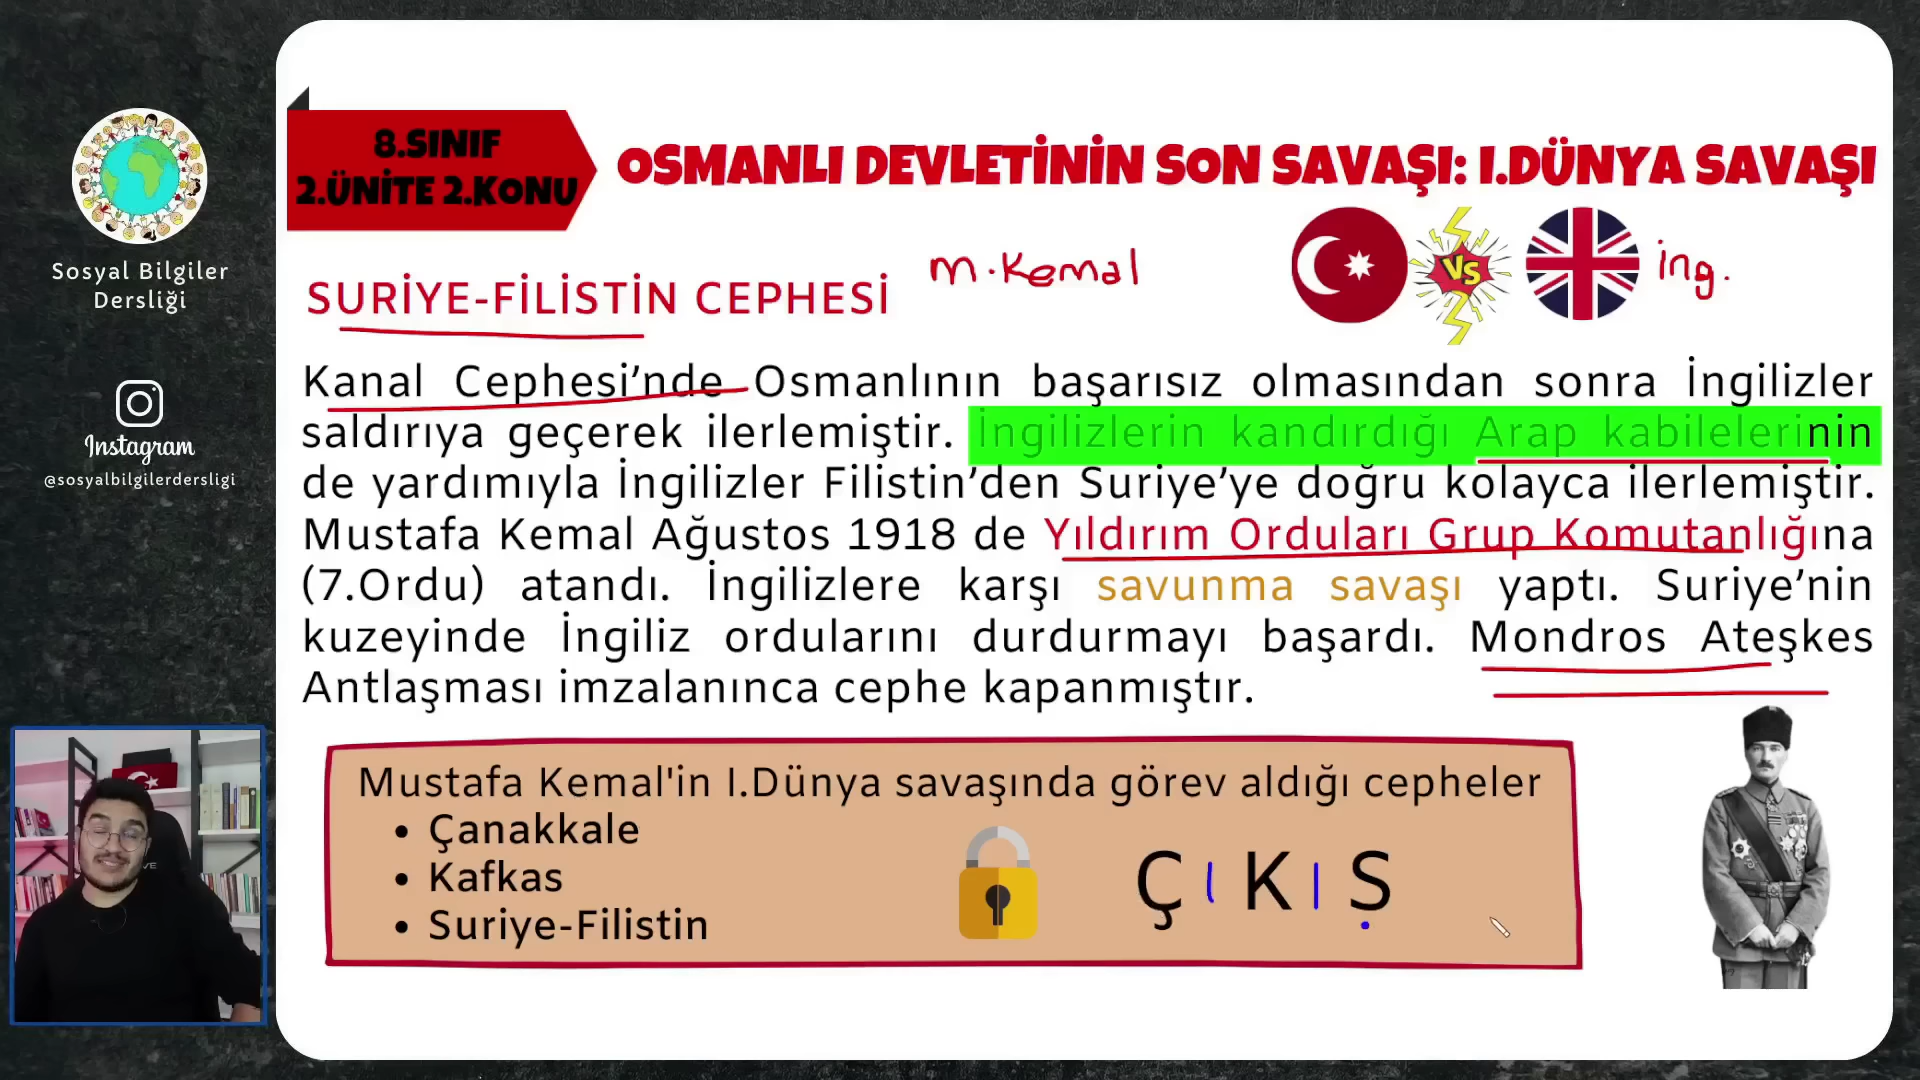 8.SINIF
2.ÜNİTE 2.KONU
OSMANLI DEVLETİNİN SON SAVAŞI: I.DÜNYA SAVAŞI
Sosyal Bilgiler
Dersliği
Instagram
@sosyalbilgilerdersligi
SURİYE-FİLİSTİN CEPHESİ
M.Kemal
VS
ing.
Kanal Cephesi’nde Osmanlının başarısız olmasından sonra İngilizler
saldırıya geçerek ilerlemiştir. İngilizlerin kandırdığı Arap kabilelerinin
de yardımıyla İngilizler Filistin’den Suriye’ye doğru kolayca ilerlemiştir.
Mustafa Kemal Ağustos 1918 de Yıldırım Orduları Grup Komutanlığına
(7.Ordu) atandı. İngilizlere karşı savunma savaşı yaptı. Suriye’nin
kuzeyinde İngiliz ordularını durdurmayı başardı. Mondros Ateşkes
Antlaşması imzalanınca cephe kapanmıştır.
Mustafa Kemal'in I.Dünya savaşında görev aldığı cepheler
• Çanakkale
• Kafkas
• Suriye-Filistin
Ç I K I Ş